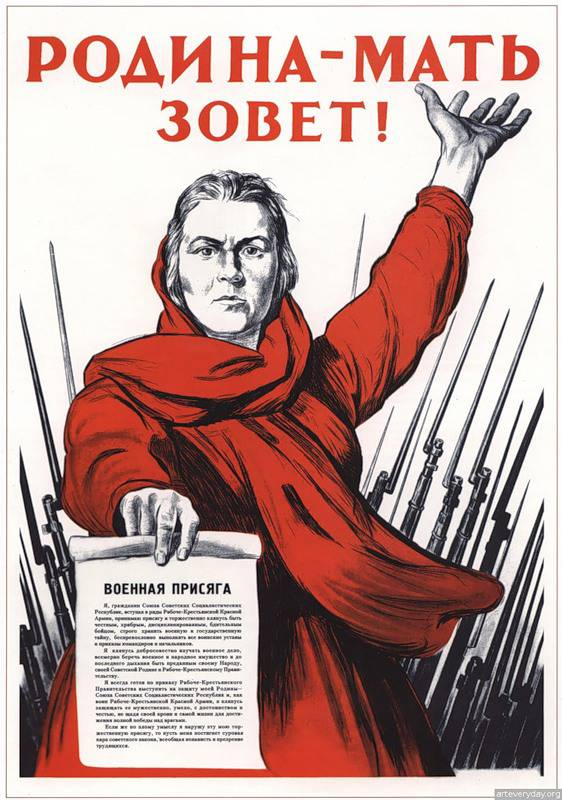 РОДИНА-МАТЬ
ЗОВЕТ!
ВОЕННАЯ ПРИСЯГА
Я, гражданин Союза Советских Социалистических
Республик, вступая в ряды Рабоче-Крестьянской Красной
Армии, принимаю присягу и торжественно клянусь быть
честным, храбрым, дисциплинированным, бдительным
бойцом, строго хранить военную и государственную
тайну, беспрекословно выполнять все воинские уставы
и приказы командиров и начальников.
Я клянусь добросовестно изучать военное дело,
всемерно беречь военное и народное имущество и до
последнего дыхания быть преданным своему Народу,
своей Советской Родине и Рабоче-Крестьянскому Прави-
тельству.
Я всегда готов по приказу Рабоче-Крестьянского
Правительства выступить на защиту моей Родины—
Союза Советских Социалистических Республик и, как
воин Рабоче-Крестьянской Красной Армии, я клянусь
защищать ее мужественно, умело, с достоинством и
честью, не щадя своей крови и самой жизни для дости-
жения полной победы над врагами.
Если же по злому умыслу я нарушу эту мою тор-
жественную присягу, то пусть меня постигнет суровая
кара советского закона, всеобщая ненависть и презрение
трудящихся.
arteveryday.org